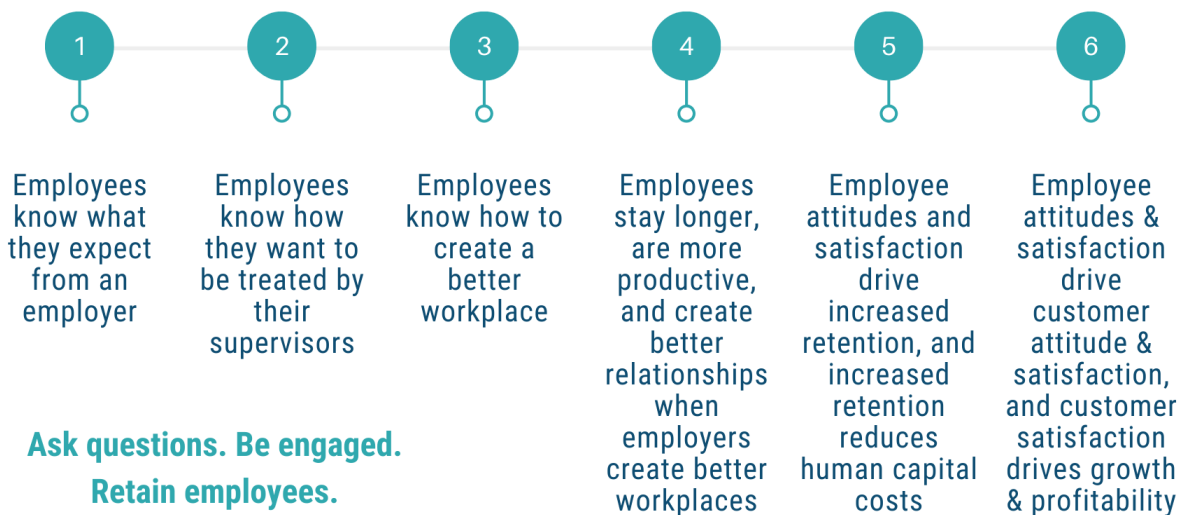 1
Employees
know what
they expect
from an
employer
2
Employees
know how
they want to
be treated by
their
supervisors
3
Employees
know how to
create a
better
workplace
4
Employees
stay longer,
are more
productive,
and create
better
relationships
when
employers
create better
workplaces
5
Employee
attitudes and
satisfaction
drive
increased
retention, and
increased
retention
reduces
human capital
costs
6
Employee
attitudes &
satisfaction
drive
customer
attitude &
satisfaction,
and customer
satisfaction
drives growth
& profitability
Ask questions. Be engaged.
Retain employees.